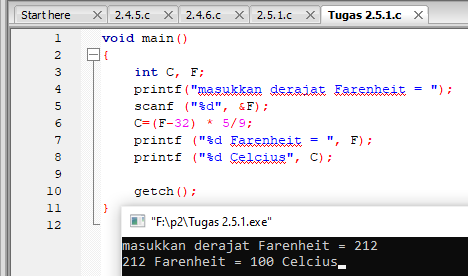 Start here 2.4.5.c 2.4.6.c 2.5.1.c Tugas 2.5.1.c
1 void main()
2 {
3 int C, F;
4 printf("masukkan derajat Farenheit = ");
5 scanf ("%d", &F);
6 C=(F-32) * 5/9;
7 printf ("%d Farenheit = ", F);
8 printf ("%d Celcius", C);
9
10 getch();
11 }
12
"F:\p2\Tugas 2.5.1.exe"
masukkan derajat Farenheit = 212
212 Farenheit = 100 Celcius